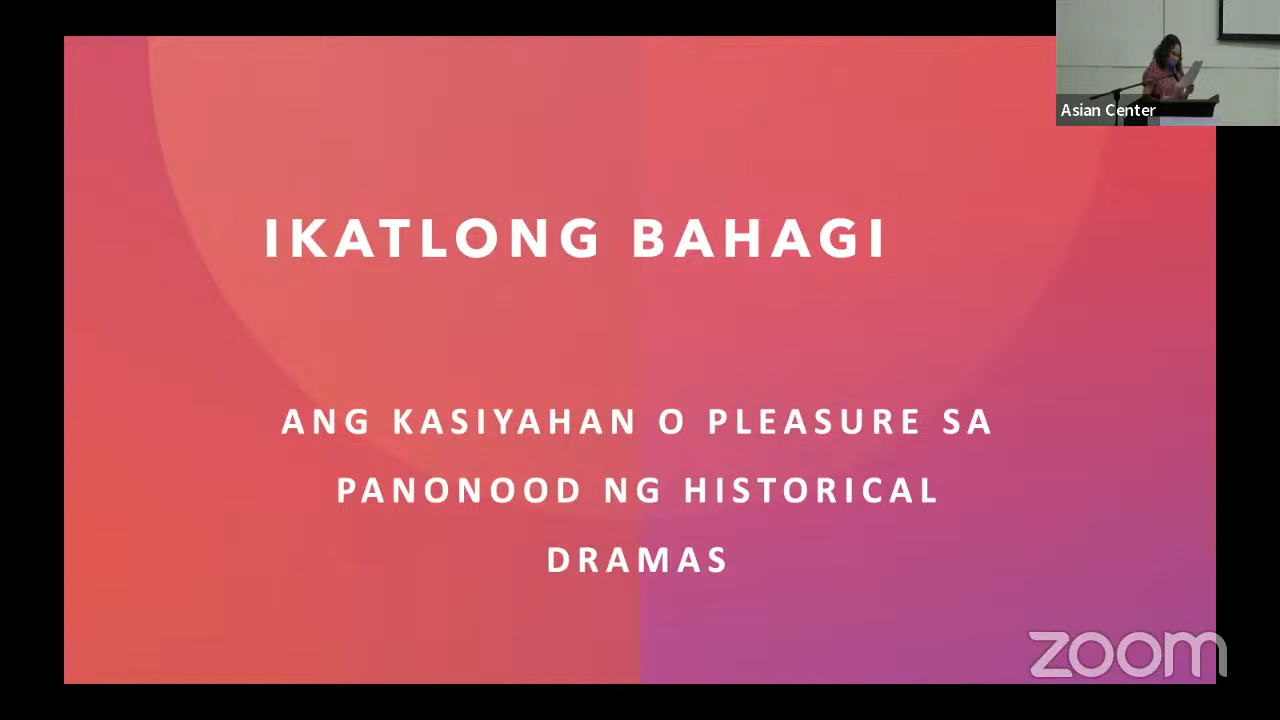 Asian Center
IKATLONG BAHAGI
ANG KASIYAHAN O PLEASURE SA
PANONOOD NG HISTORICAL
DRAMAS
zoom